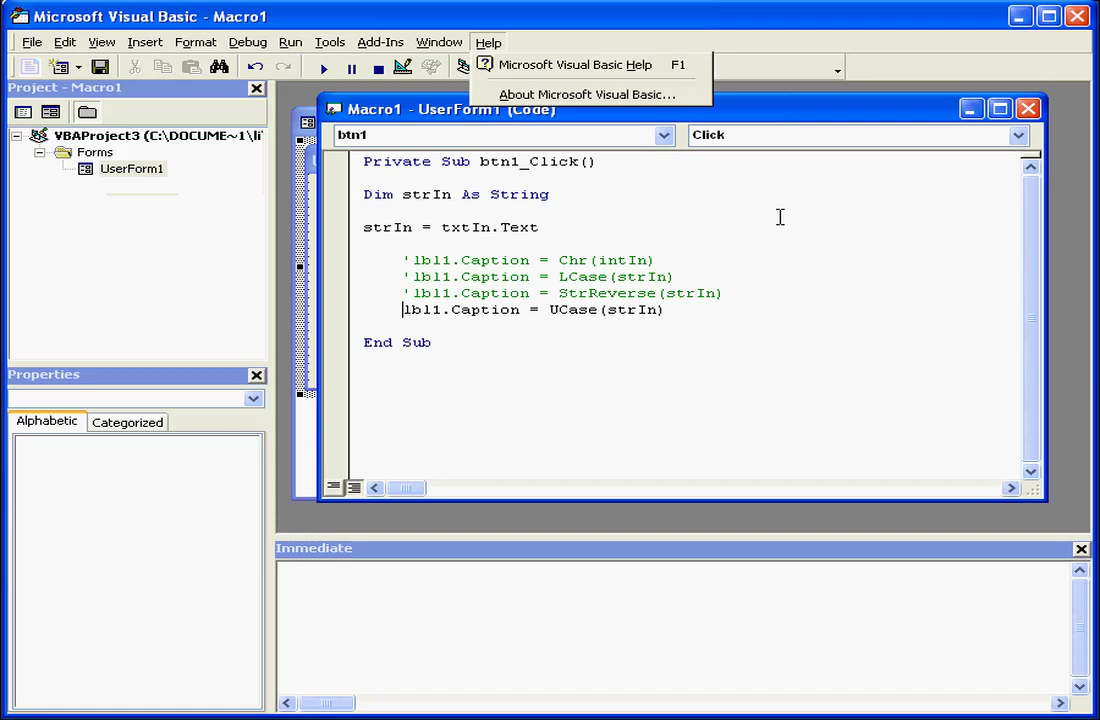 Microsoft Visual Basic - Macro1
File Edit View Insert Format Debug Run Tools Add-Ins Window Help
Microsoft Visual Basic Help F1
About Microsoft Visual Basic...
Project - Macro1
VBAProject3 (C:\DOCUME~1\li
Forms
UserForm1
Macro1 - UserForm1 (Code)
btn1 Click
Private Sub btn1_Click()
Dim strIn As String
strIn = txtIn.Text
'lbl1.Caption = Chr(intIn)
'lbl1.Caption = LCase(strIn)
'lbl1.Caption = StrReverse(strIn)
lbl1.Caption = UCase(strIn)
End Sub
Properties
Alphabetic Categorized
Immediate